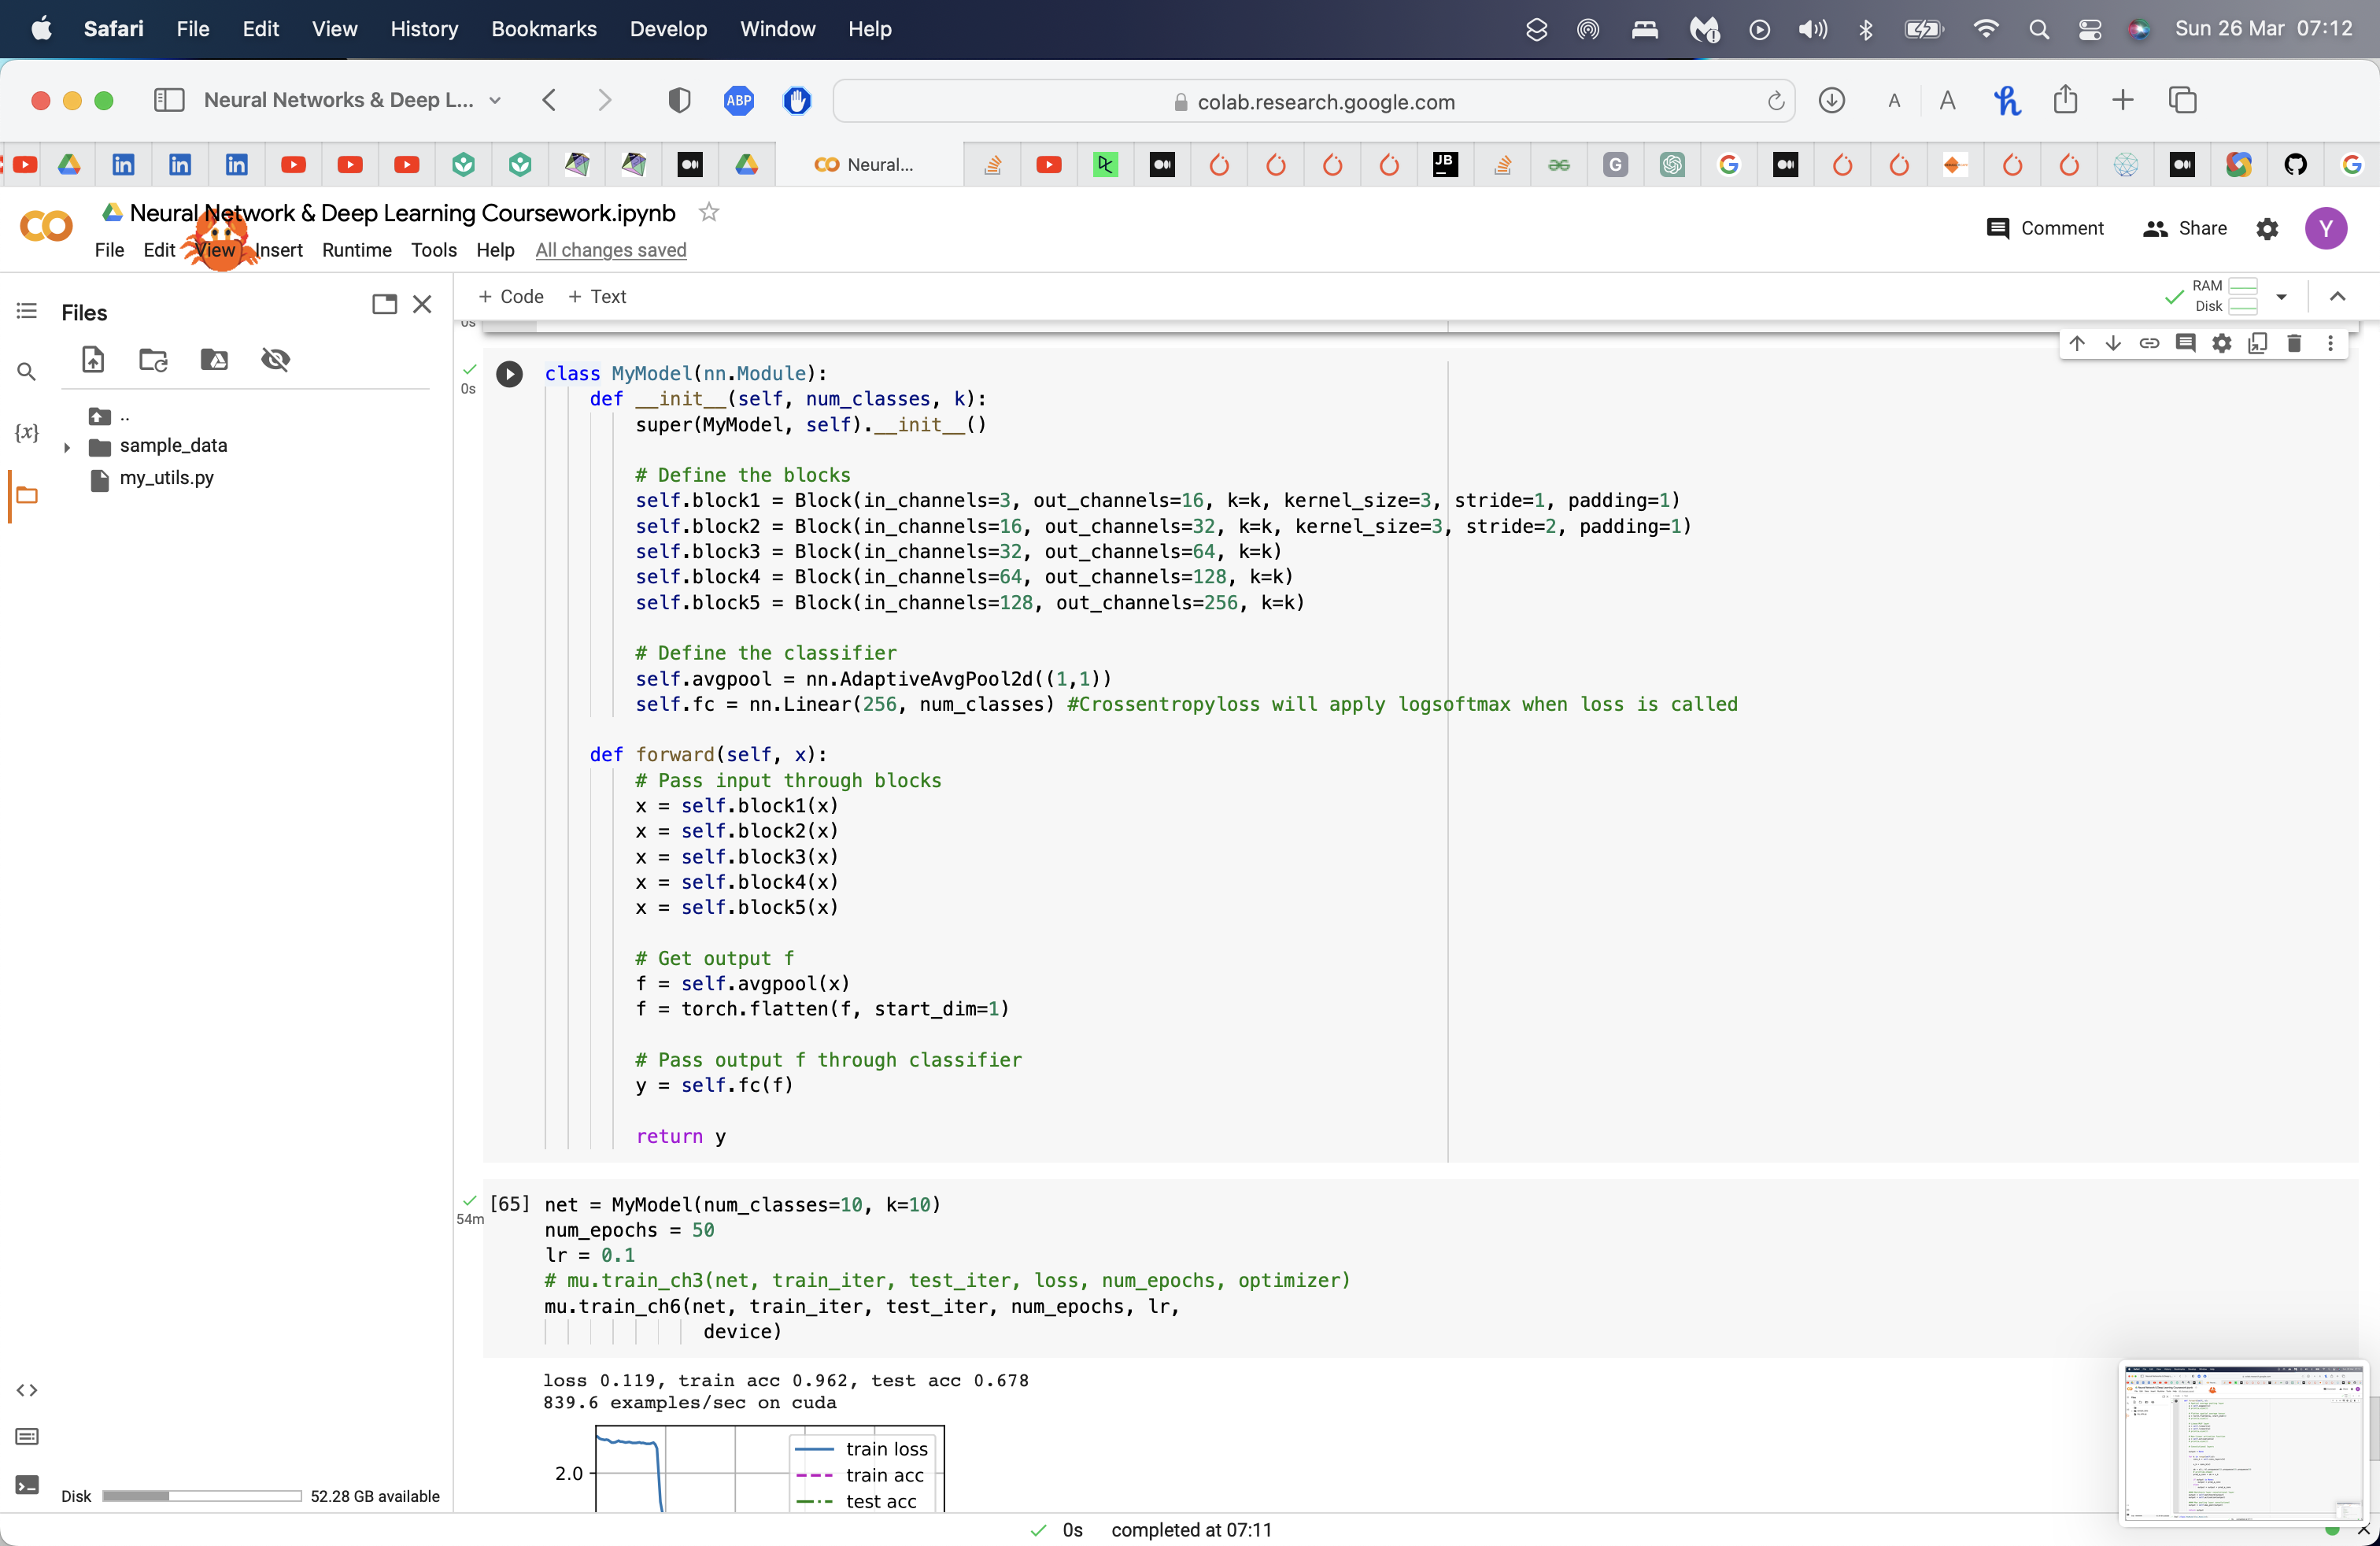 Safari File Edit View History Bookmarks Develop Window Help Sun 26 Mar 07:12
Neural Networks & Deep L... ABP colab.research.google.com A A
Neural... JB G
Neural Network & Deep Learning Coursework.ipynb
File Edit View Insert Runtime Tools Help All changes saved
Comment Share Y
Files
+ Code + Text
RAM
Disk
..
sample_data
my_utils.py
{x}
0s
0s
class MyModel(nn.Module):
def __init__(self, num_classes, k):
super(MyModel, self).__init__()
# Define the blocks
self.block1 = Block(in_channels=3, out_channels=16, k=k, kernel_size=3, stride=1, padding=1)
self.block2 = Block(in_channels=16, out_channels=32, k=k, kernel_size=3, stride=2, padding=1)
self.block3 = Block(in_channels=32, out_channels=64, k=k)
self.block4 = Block(in_channels=64, out_channels=128, k=k)
self.block5 = Block(in_channels=128, out_channels=256, k=k)
# Define the classifier
self.avgpool = nn.AdaptiveAvgPool2d((1,1))
self.fc = nn.Linear(256, num_classes) #Crossentropyloss will apply logsoftmax when loss is called
def forward(self, x):
# Pass input through blocks
x = self.block1(x)
x = self.block2(x)
x = self.block3(x)
x = self.block4(x)
x = self.block5(x)
# Get output f
f = self.avgpool(x)
f = torch.flatten(f, start_dim=1)
# Pass output f through classifier
y = self.fc(f)
return y
54m
[65] net = MyModel(num_classes=10, k=10)
num_epochs = 50
lr = 0.1
# mu.train_ch3(net, train_iter, test_iter, loss, num_epochs, optimizer)
mu.train_ch6(net, train_iter, test_iter, num_epochs, lr,
device)
loss 0.119, train acc 0.962, test acc 0.678
839.6 examples/sec on cuda
train loss
2.0
train acc
test acc
Disk 52.28 GB available
0s completed at 07:11